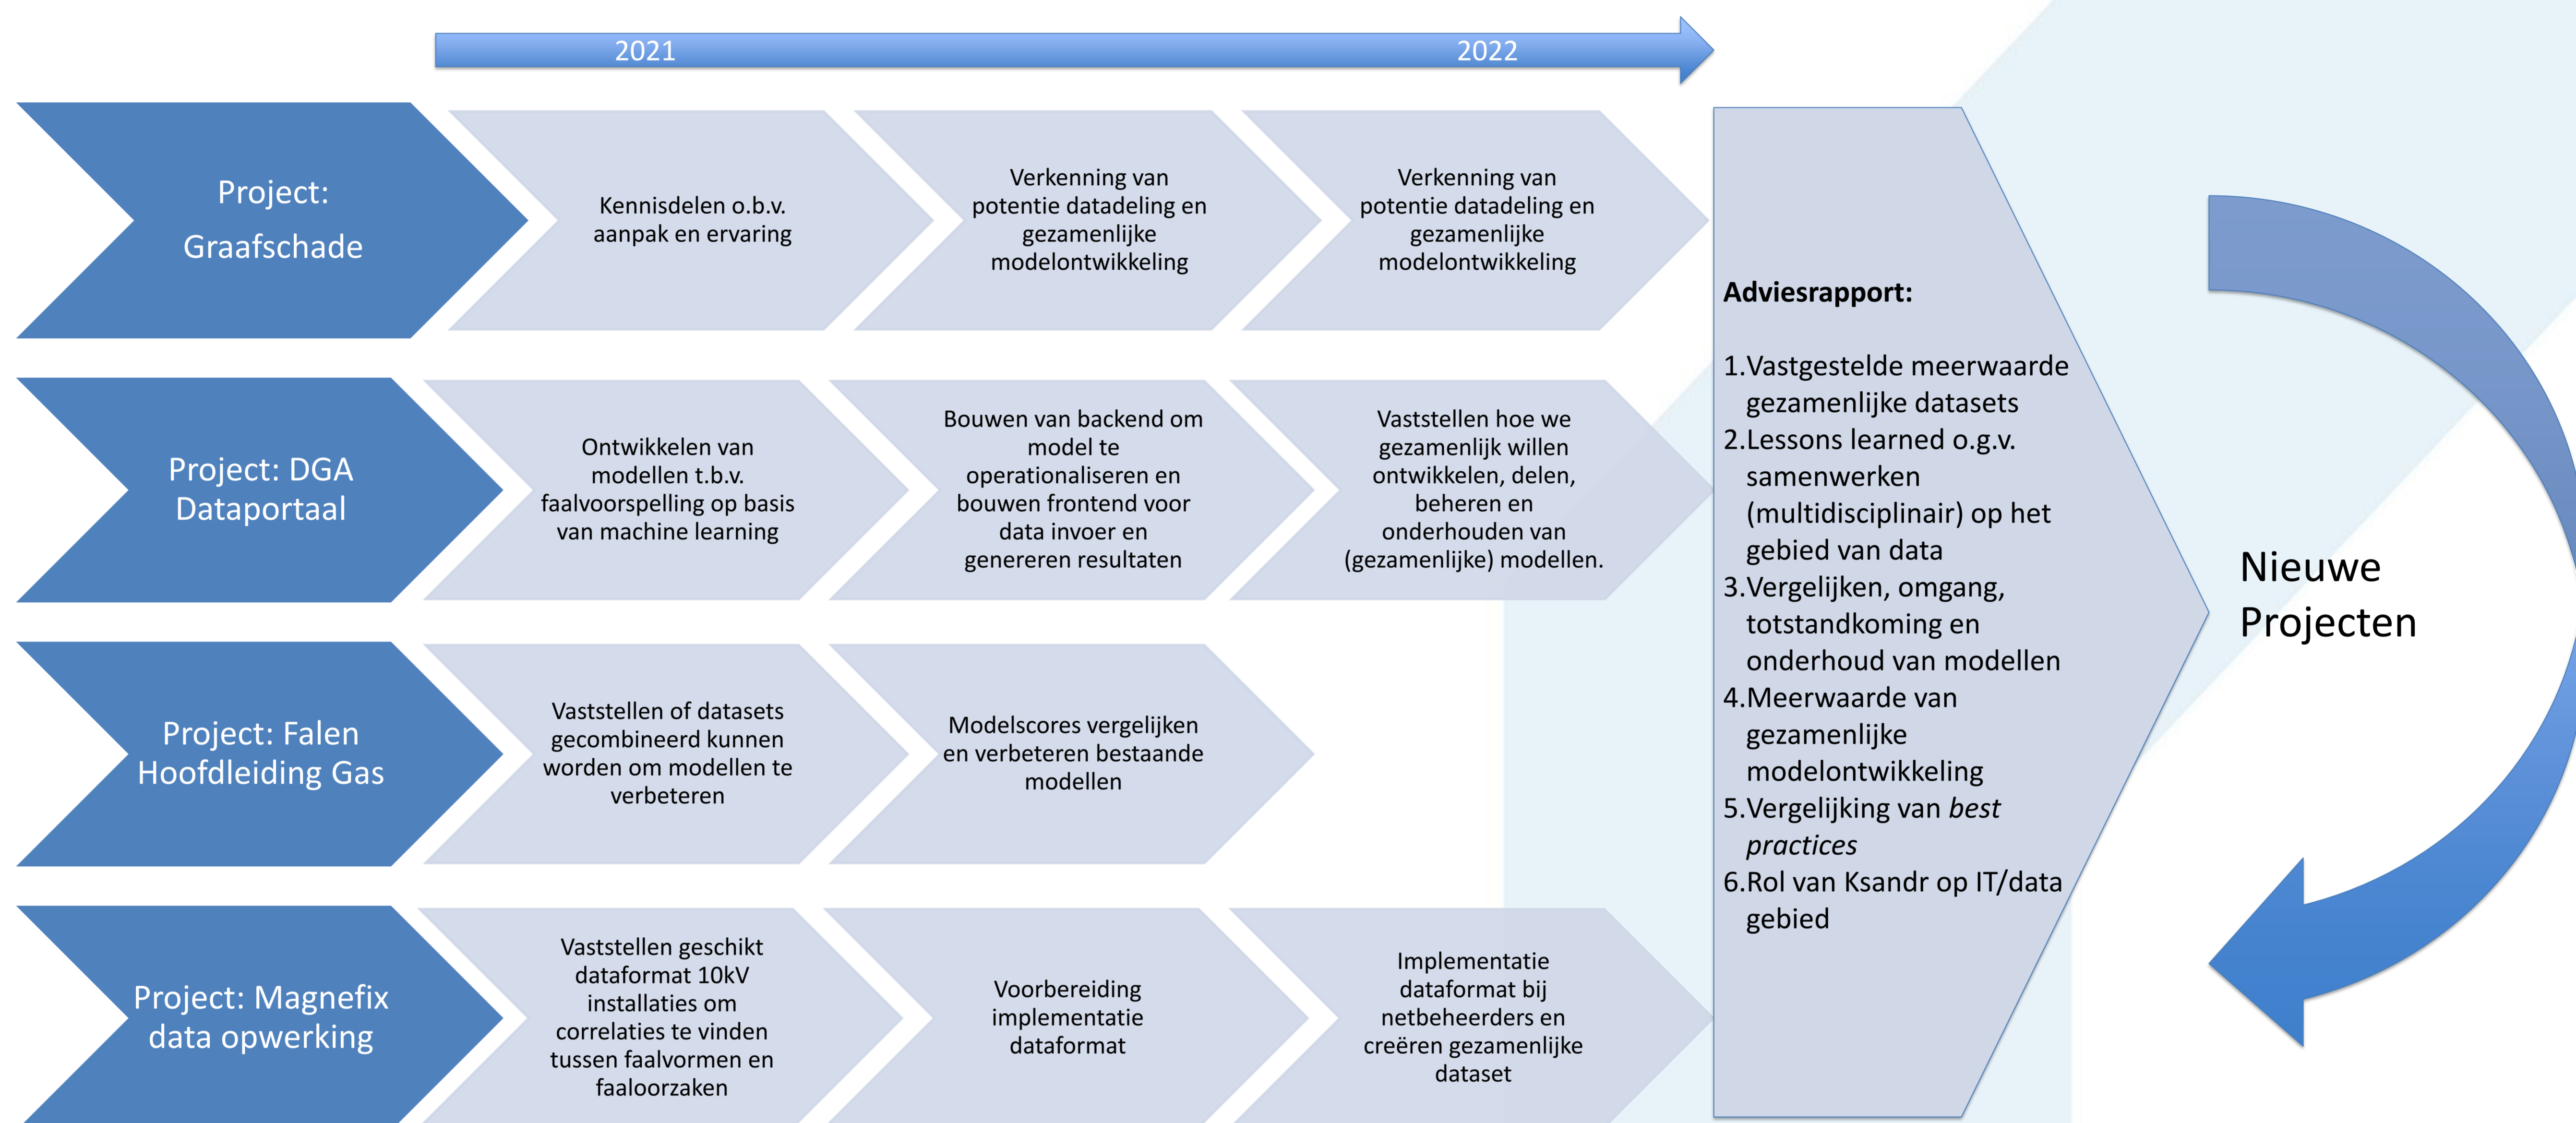 2021
2022
Project:
Graafschade
Kennisdelen o.b.v.
aanpak en ervaring
Verkenning van
potentie datadeling en
gezamenlijke
modelontwikkeling
Verkenning van
potentie datadeling en
gezamenlijke
modelontwikkeling
Project: DGA
Dataportaal
Ontwikkelen van
modellen t.b.v.
faalvoorspelling op basis
van machine learning
Bouwen van backend om
model te
operationaliseren en
bouwen frontend voor
data invoer en
genereren resultaten
Vaststellen hoe we
gezamenlijk willen
ontwikkelen, delen,
beheren en
onderhouden van
(gezamenlijke) modellen.
Project: Falen
Hoofdleiding Gas
Vaststellen of datasets
gecombineerd kunnen
worden om modellen te
verbeteren
Modelscores vergelijken
en verbeteren bestaande
modellen
Project: Magnefix
data opwerking
Vaststellen geschikt
dataformat 10kV
installaties om
correlaties te vinden
tussen faalvormen en
faaloorzaken
Voorbereiding
implementatie
dataformat
Implementatie
dataformat bij
netbeheerders en
creëren gezamenlijke
dataset
Adviesrapport:
1.Vastgestelde meerwaarde
gezamenlijke datasets
2.Lessons learned o.g.v.
samenwerken
(multidisciplinair) op het
gebied van data
3.Vergelijken, omgang,
totstandkoming en
onderhoud van modellen
4.Meerwaarde van
gezamenlijke
modelontwikkeling
5.Vergelijking van best
practices
6.Rol van Ksandr op IT/data
gebied
Nieuwe
Projecten